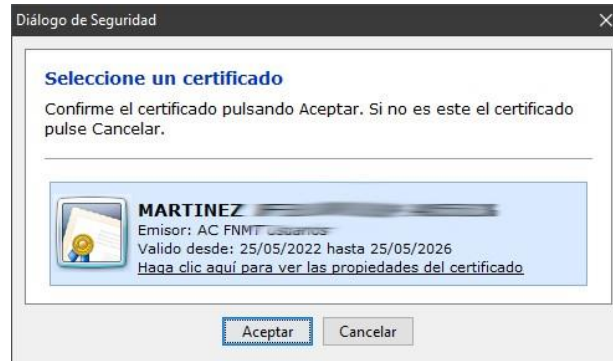 Diálogo de Seguridad
Seleccione un certificado
Confirme el certificado pulsando Aceptar. Si no es este el certificado
pulse Cancelar.
MARTINEZ
Emisor: AC FNMT
Valido desde: 25/05/2022 hasta 25/05/2026
Haga clic aquí para ver las propiedades del certificado
Aceptar
Cancelar